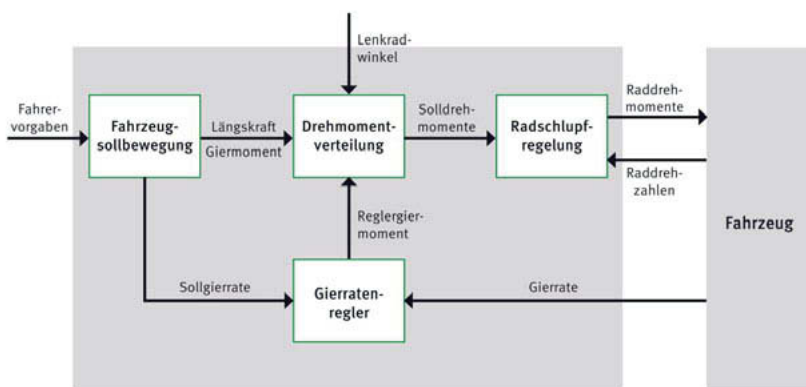 Lenkrad-
winkel
Fahrer-
vorgaben
Fahrzeug-
sollbewegung
Längskraft
Giermoment
Drehmoment-
verteilung
Solldreh-
momente
Radschlupf-
regelung
Raddreh-
momente
Raddreh-
zahlen
Fahrzeug
Reglergier-
moment
Sollgierrate
Gierraten-
regler
Gierrate